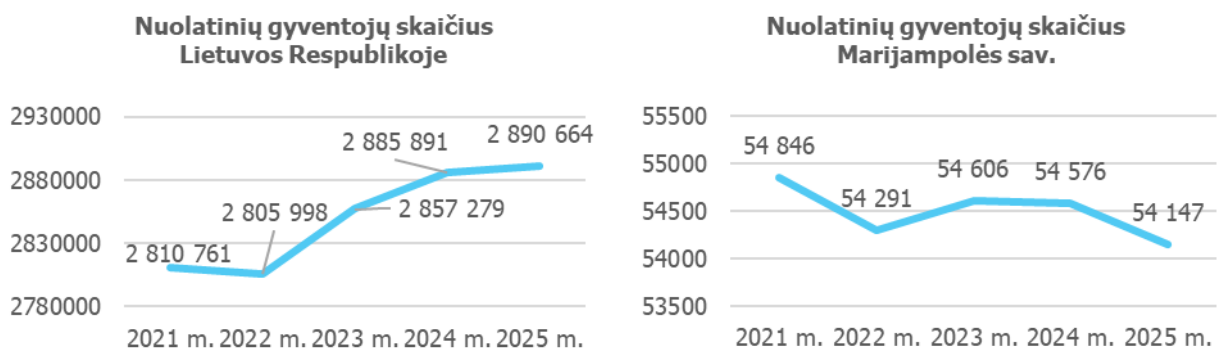 Nuolatinių gyventojų skaičius
Lietuvos Respublikoje
2930000
2880000
2830000
2780000
2 810 761
2 805 998
2 857 279
2 885 891
2 890 664
2021 m. 2022 m. 2023 m. 2024 m. 2025 m.
Nuolatinių gyventojų skaičius
Marijampolės sav.
55500
55000
54500
54000
53500
54 846
54 291
54 606
54 576
54 147
2021 m. 2022 m. 2023 m. 2024 m. 2025 m.